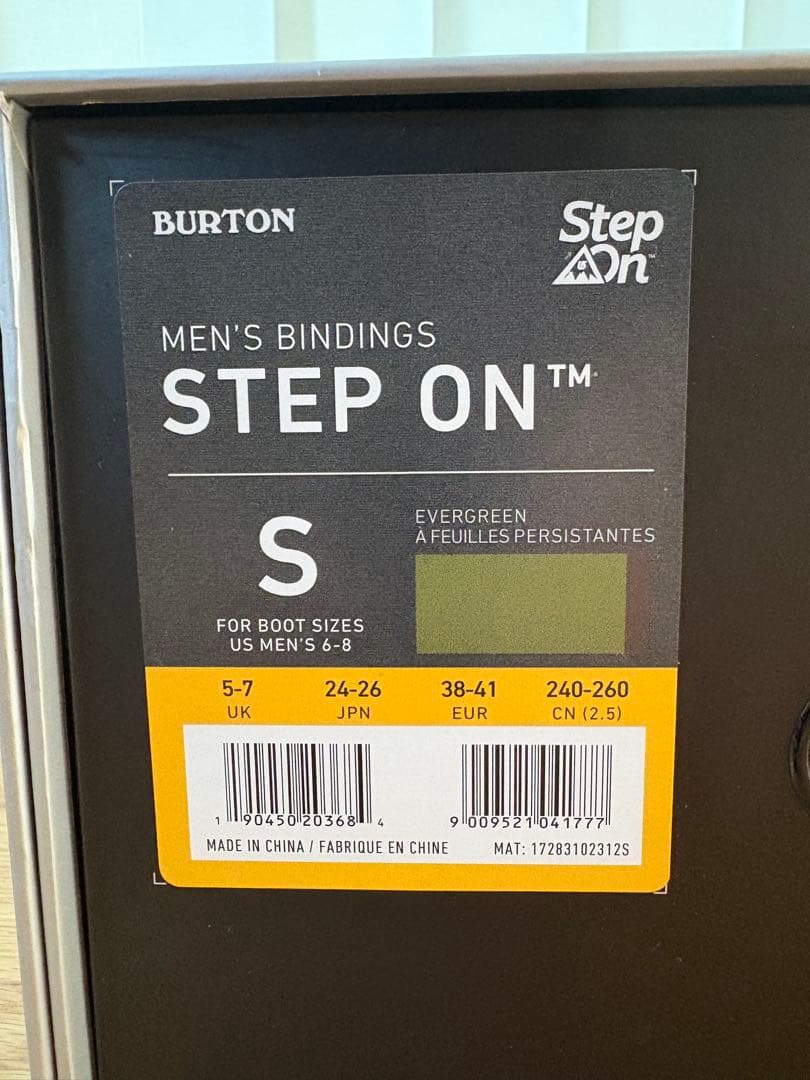 BURTON
Step
On™
MEN'S BINDINGS
STEP ON™
S
FOR BOOT SIZES
US MEN'S 6-8
EVERGREEN
À FEUILLES PERSISTANTES
5-7 24-26 38-41 240-260
UK JPN EUR CN (2.5)
1 90450 20368 4 9 009521 041777
MADE IN CHINA / FABRIQUE EN CHINE MAT: 17283102312S